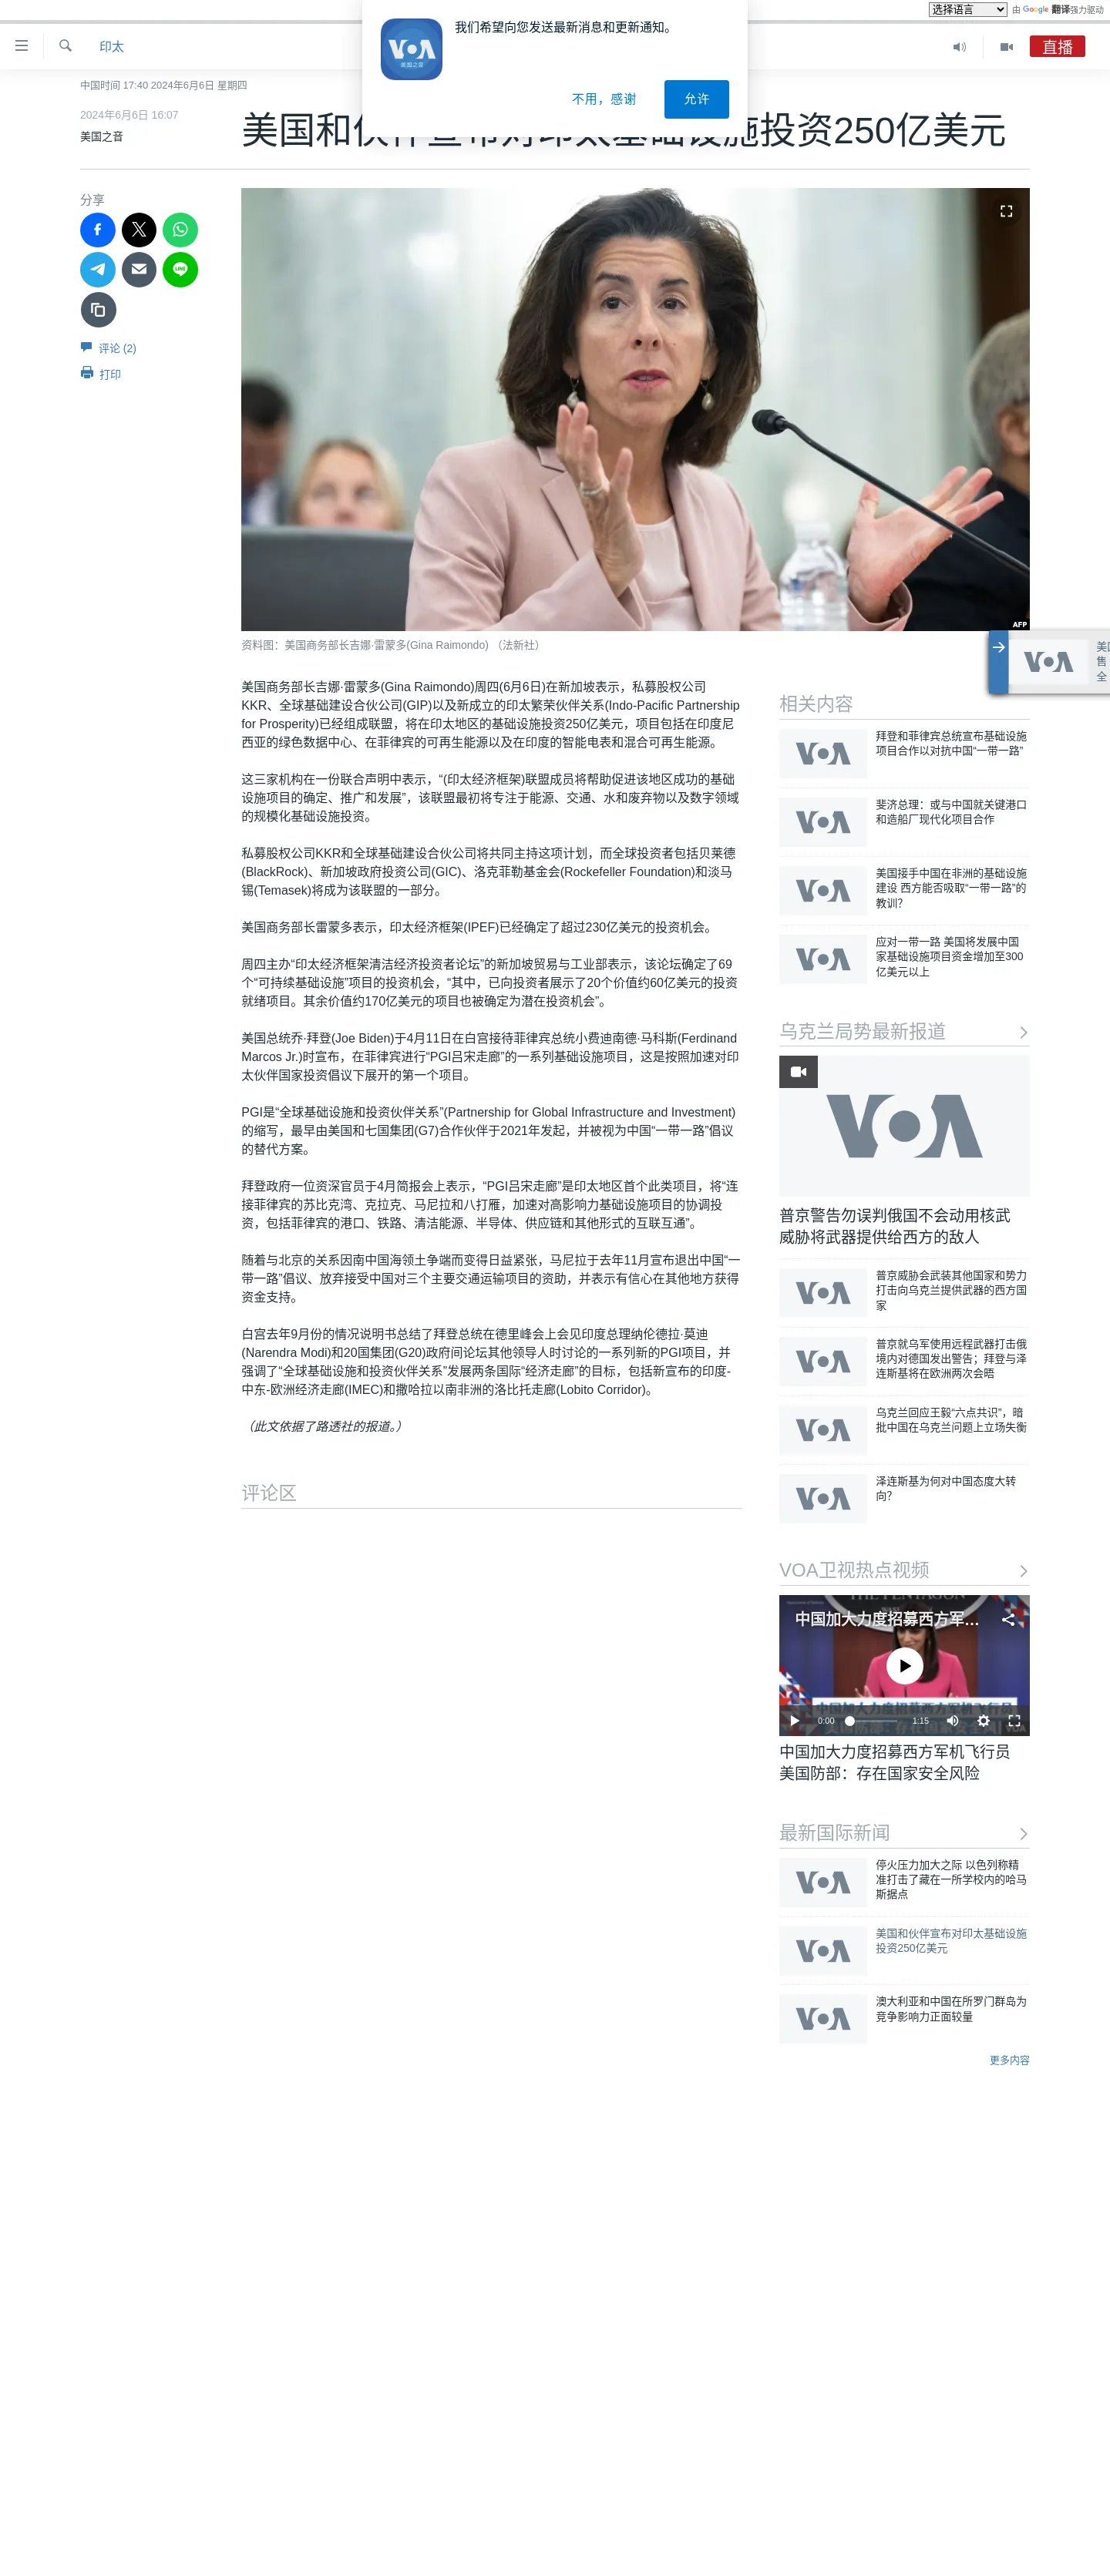 选择语言
由 Google 翻译强力驱动
我们希望向您发送最新消息和更新通知。
VOA
美国之音
不用，感谢
允许
印太
直播
中国时间 17:40 2024年6月6日 星期四
2024年6月6日 16:07
美国之音
美国和伙伴宣布对印太基础设施投资250亿美元
分享
评论 (2)
打印
AFP
资料图：美国商务部长吉娜·雷蒙多(Gina Raimondo) （法新社）
美国商务部长吉娜·雷蒙多(Gina Raimondo)周四(6月6日)在新加坡表示，私募股权公司
KKR、全球基础建设合伙公司(GIP)以及新成立的印太繁荣伙伴关系(Indo-Pacific Partnership
for Prosperity)已经组成联盟，将在印太地区的基础设施投资250亿美元，项目包括在印度尼
西亚的绿色数据中心、在菲律宾的可再生能源以及在印度的智能电表和混合可再生能源。
这三家机构在一份联合声明中表示，“(印太经济框架)联盟成员将帮助促进该地区成功的基础
设施项目的确定、推广和发展”，该联盟最初将专注于能源、交通、水和废弃物以及数字领域
的规模化基础设施投资。
私募股权公司KKR和全球基础建设合伙公司将共同主持这项计划，而全球投资者包括贝莱德
(BlackRock)、新加坡政府投资公司(GIC)、洛克菲勒基金会(Rockefeller Foundation)和淡马
锡(Temasek)将成为该联盟的一部分。
美国商务部长雷蒙多表示，印太经济框架(IPEF)已经确定了超过230亿美元的投资机会。
周四主办“印太经济框架清洁经济投资者论坛”的新加坡贸易与工业部表示，该论坛确定了69
个“可持续基础设施”项目的投资机会，“其中，已向投资者展示了20个价值约60亿美元的投资
就绪项目。其余价值约170亿美元的项目也被确定为潜在投资机会”。
美国总统乔·拜登(Joe Biden)于4月11日在白宫接待菲律宾总统小费迪南德·马科斯(Ferdinand
Marcos Jr.)时宣布，在菲律宾进行“PGI吕宋走廊”的一系列基础设施项目，这是按照加速对印
太伙伴国家投资倡议下展开的第一个项目。
PGI是“全球基础设施和投资伙伴关系”(Partnership for Global Infrastructure and Investment)
的缩写，最早由美国和七国集团(G7)合作伙伴于2021年发起，并被视为中国“一带一路”倡议
的替代方案。
拜登政府一位资深官员于4月简报会上表示，“PGI吕宋走廊”是印太地区首个此类项目，将“连
接菲律宾的苏比克湾、克拉克、马尼拉和八打雁，加速对高影响力基础设施项目的协调投
资，包括菲律宾的港口、铁路、清洁能源、半导体、供应链和其他形式的互联互通”。
随着与北京的关系因南中国海领土争端而变得日益紧张，马尼拉于去年11月宣布退出中国“一
带一路”倡议、放弃接受中国对三个主要交通运输项目的资助，并表示有信心在其他地方获得
资金支持。
白宫去年9月份的情况说明书总结了拜登总统在德里峰会上会见印度总理纳伦德拉·莫迪
(Narendra Modi)和20国集团(G20)政府间论坛其他领导人时讨论的一系列新的PGI项目，并
强调了“全球基础设施和投资伙伴关系”发展两条国际“经济走廊”的目标，包括新宣布的印度-
中东-欧洲经济走廊(IMEC)和撒哈拉以南非洲的洛比托走廊(Lobito Corridor)。
（此文依据了路透社的报道。）
评论区
VOA
美国
售
全
相关内容
VOA
拜登和菲律宾总统宣布基础设施
项目合作以对抗中国“一带一路”
VOA
斐济总理：或与中国就关键港口
和造船厂现代化项目合作
VOA
美国接手中国在非洲的基础设施
建设 西方能否吸取“一带一路”的
教训？
VOA
应对一带一路 美国将发展中国
家基础设施项目资金增加至300
亿美元以上
乌克兰局势最新报道
VOA
普京警告勿误判俄国不会动用核武
威胁将武器提供给西方的敌人
VOA
普京威胁会武装其他国家和势力
打击向乌克兰提供武器的西方国
家
VOA
普京就乌军使用远程武器打击俄
境内对德国发出警告；拜登与泽
连斯基将在欧洲两次会晤
VOA
乌克兰回应王毅“六点共识”，暗
批中国在乌克兰问题上立场失衡
VOA
泽连斯基为何对中国态度大转
向？
VOA卫视热点视频
THE PENTAGON
中国加大力度招募西方军…
中国加大力度招募西方军机飞行员
0:00
1:15
VOA
中国加大力度招募西方军机飞行员
美国防部：存在国家安全风险
最新国际新闻
VOA
停火压力加大之际 以色列称精
准打击了藏在一所学校内的哈马
斯据点
VOA
美国和伙伴宣布对印太基础设施
投资250亿美元
VOA
澳大利亚和中国在所罗门群岛为
竞争影响力正面较量
更多内容